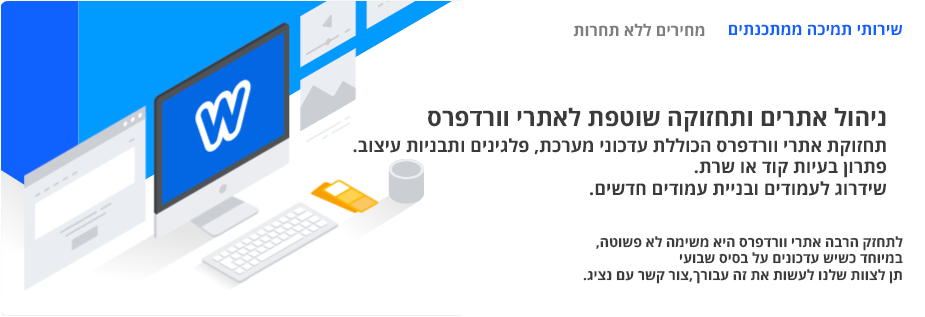 שירותי תמיכה ממתכנתים מחירים ללא תחרות
ניהול אתרים ותחזוקה שוטפת לאתרי וורדפרס
תחזוקת אתרי וורדפרס הכוללת עדכוני מערכת, פלגינים ותבניות עיצוב.
פתרון בעיות קוד או שרת.
שידרוג לעמודים ובניית עמודים חדשים.
לתחזק הרבה אתרי וורדפרס היא משימה לא פשוטה,
במיוחד כשיש עדכונים על בסיס שבועי
תן לצוות שלנו לעשות את זה עבורך,צור קשר עם נציג.
W